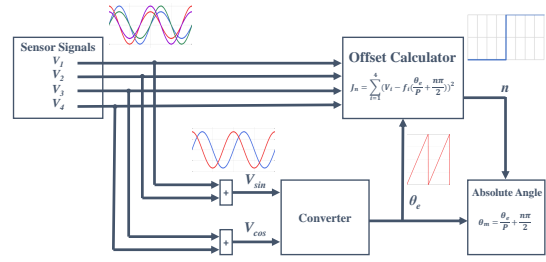 Sensor Signals
V1
V2
V3
V4
Offset Calculator
Jn = ∑_{i=1}^{4} (Vi − fi(θe/P + nπ/2))²
n
Vsin
+
Vcos
+
Converter
θe
Absolute Angle
θm = θe/P + nπ/2